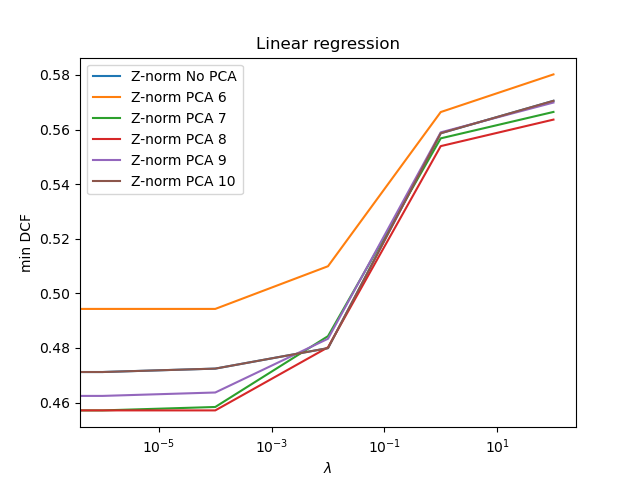 Linear regression
Z-norm No PCA
Z-norm PCA 6
Z-norm PCA 7
Z-norm PCA 8
Z-norm PCA 9
Z-norm PCA 10
min DCF
0.58
0.56
0.54
0.52
0.50
0.48
0.46
10⁻⁵ 10⁻³ 10⁻¹ 10¹
λ